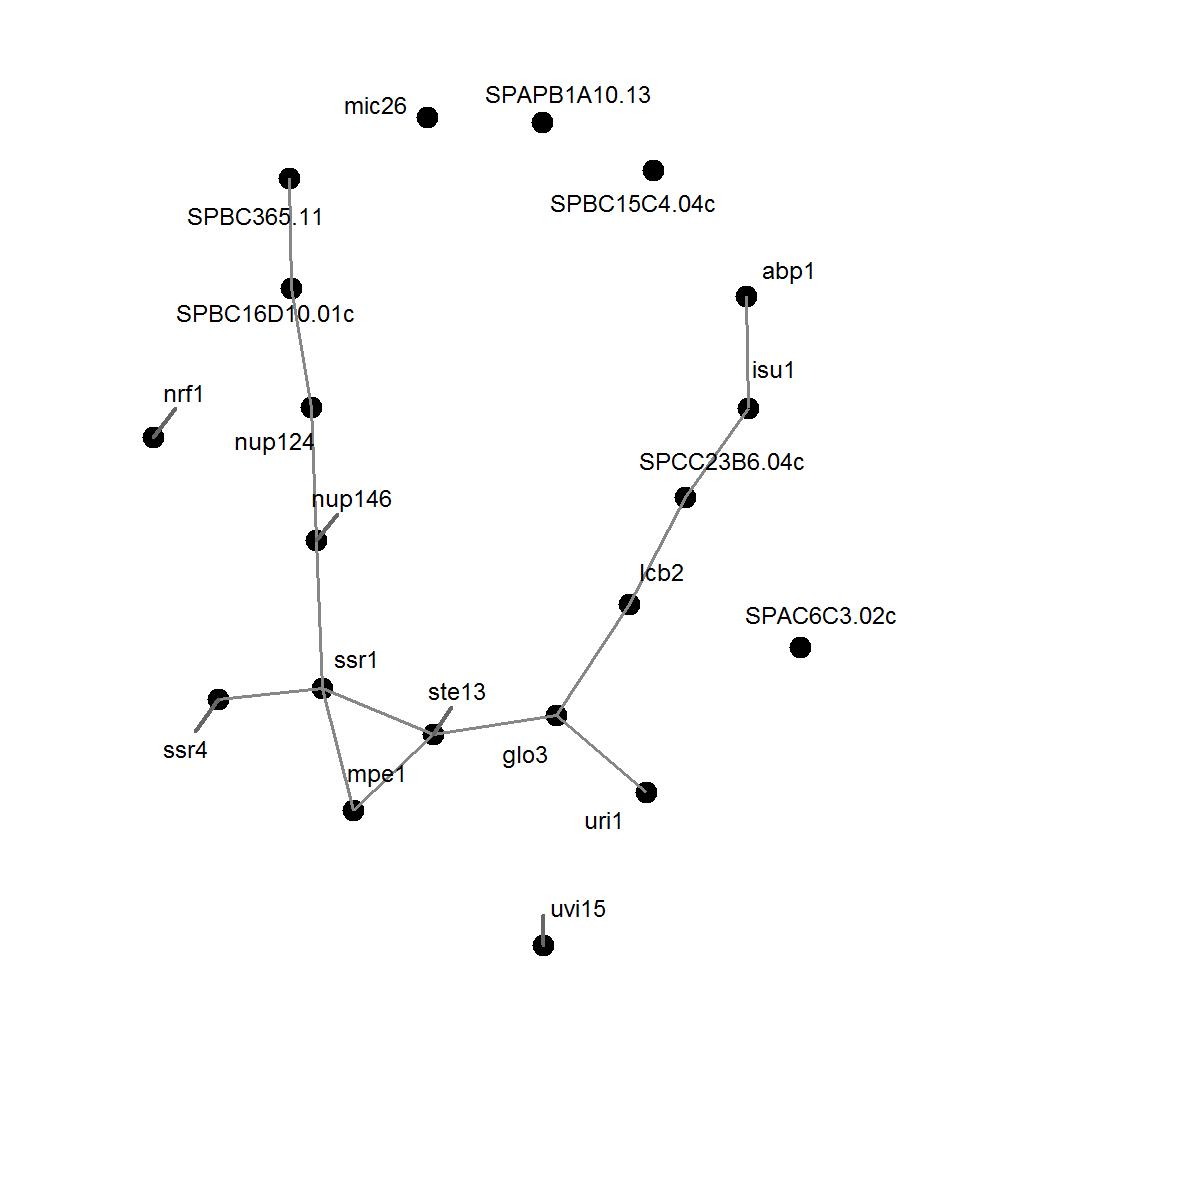 SPAPB1A10.13
mic26
SPBC15C4.04c
SPBC365.11
abp1
SPBC16D10.01c
isu1
nrf1
nup124
SPCC23B6.04c
nup146
lcb2
SPAC6C3.02c
ssr1
ste13
ssr4
glo3
mpe1
uri1
uvi15